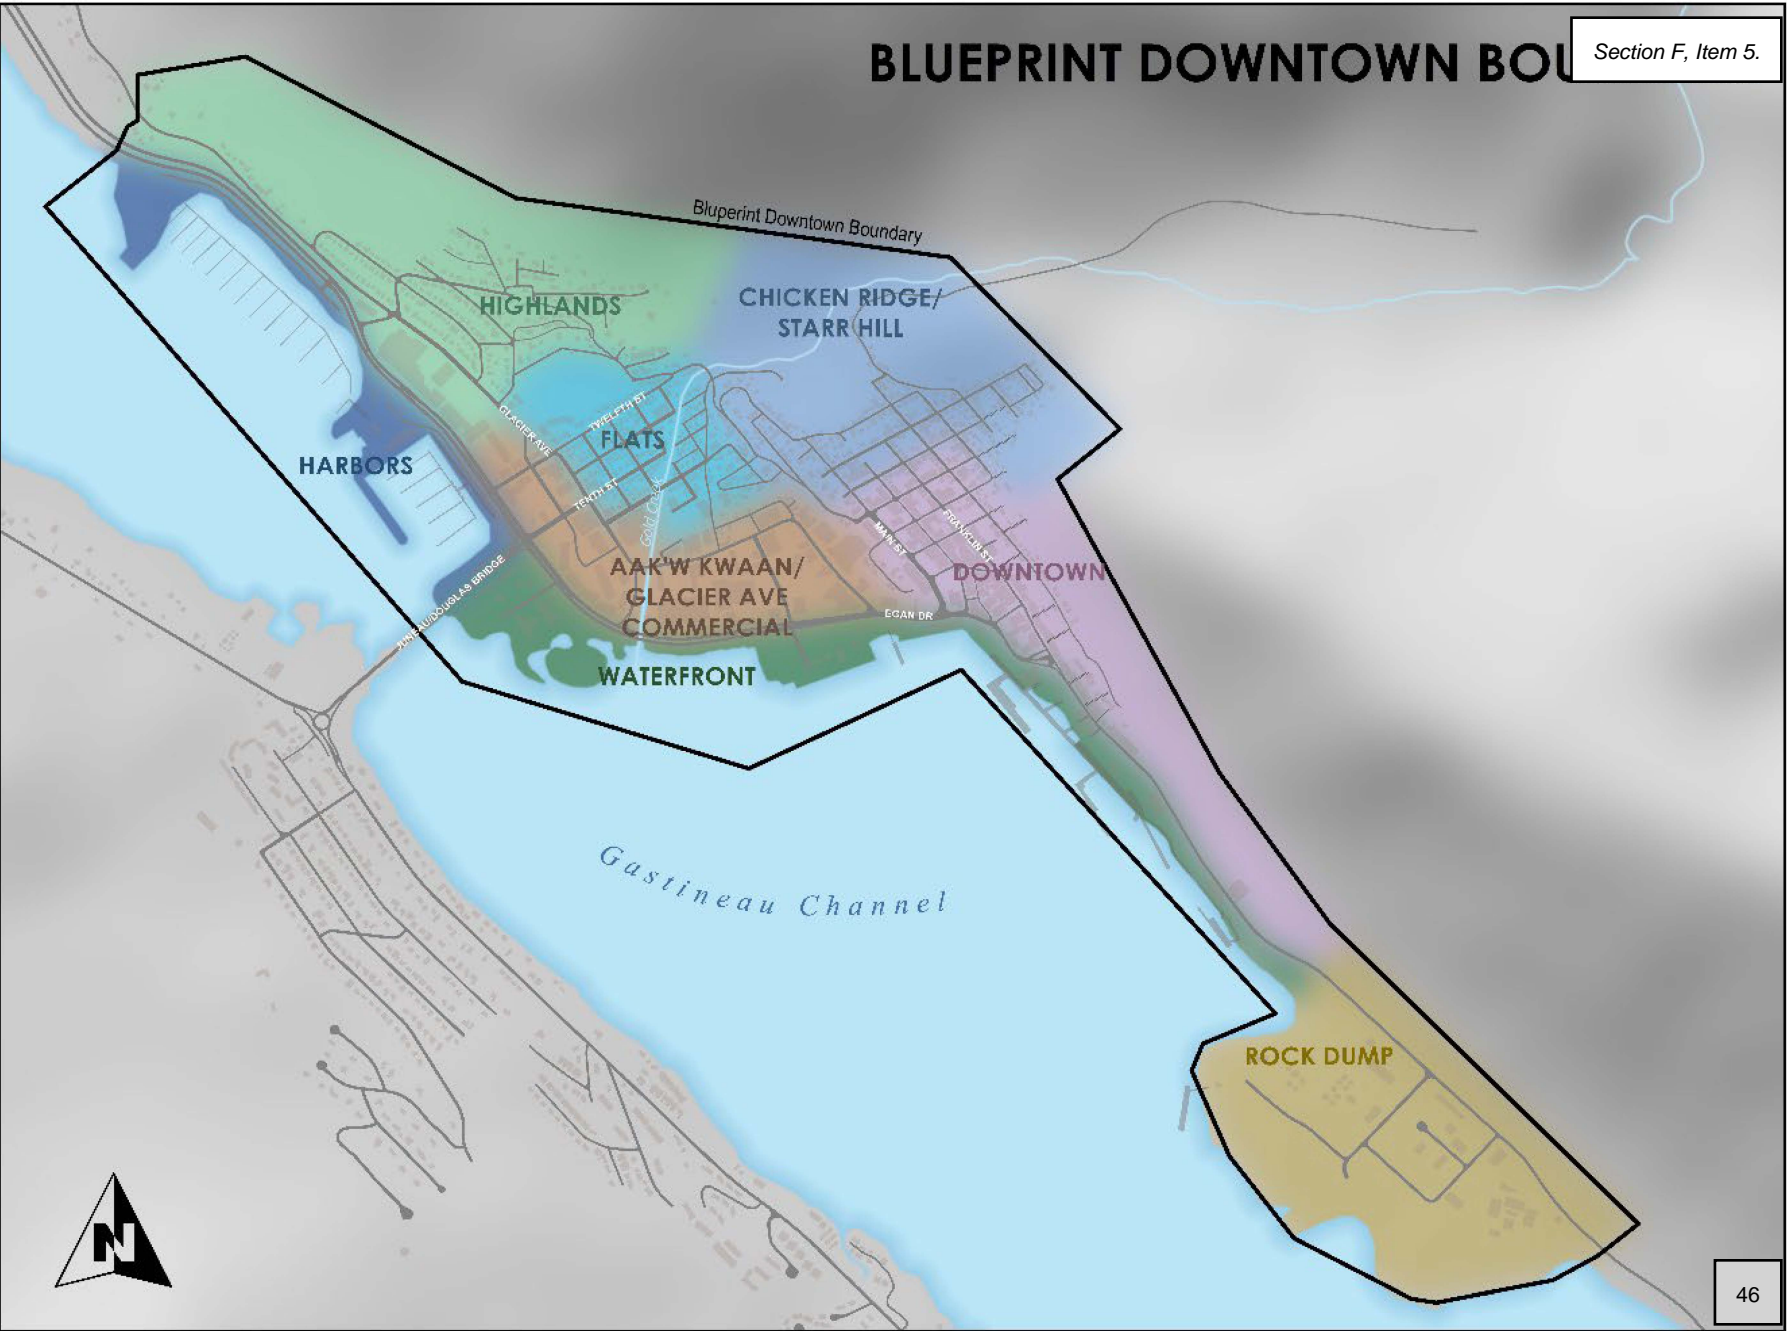 BLUEPRINT DOWNTOWN BOU
Section F, Item 5.
Bluperint Downtown Boundary
HIGHLANDS
CHICKEN RIDGE/
STARR HILL
TWELFTH ST
GLACIER AVE
FLATS
HARBORS
TENTH ST
Gold Creek
MAIN ST
FRANKLIN ST
AAK'W KWAAN/
GLACIER AVE
COMMERCIAL
DOWNTOWN
JUNEAU/DOUGLAS BRIDGE
EGAN DR
WATERFRONT
Gastineau Channel
ROCK DUMP
N
46